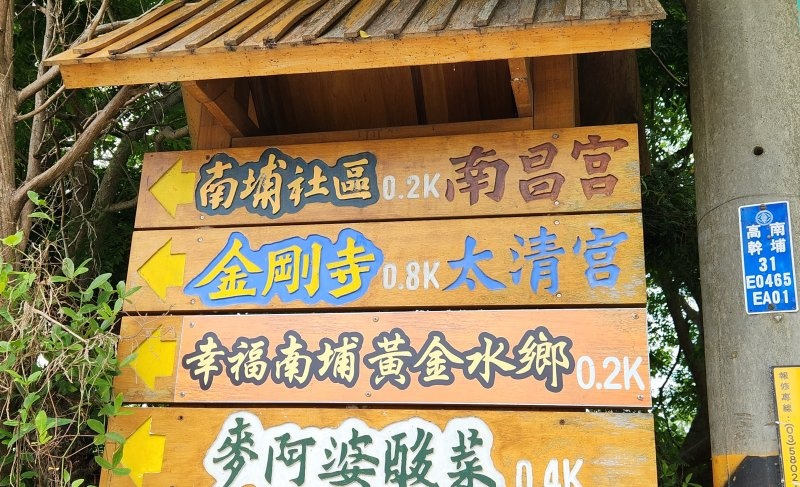 南埔社區 0.2K 南昌宮
金剛寺 0.8K 太清宮
幸福南埔黃金水鄉 0.2K
麥阿婆酸菜 0.4K
高南
幹埔
31
E0465
EA01
報修專線:(03)5802